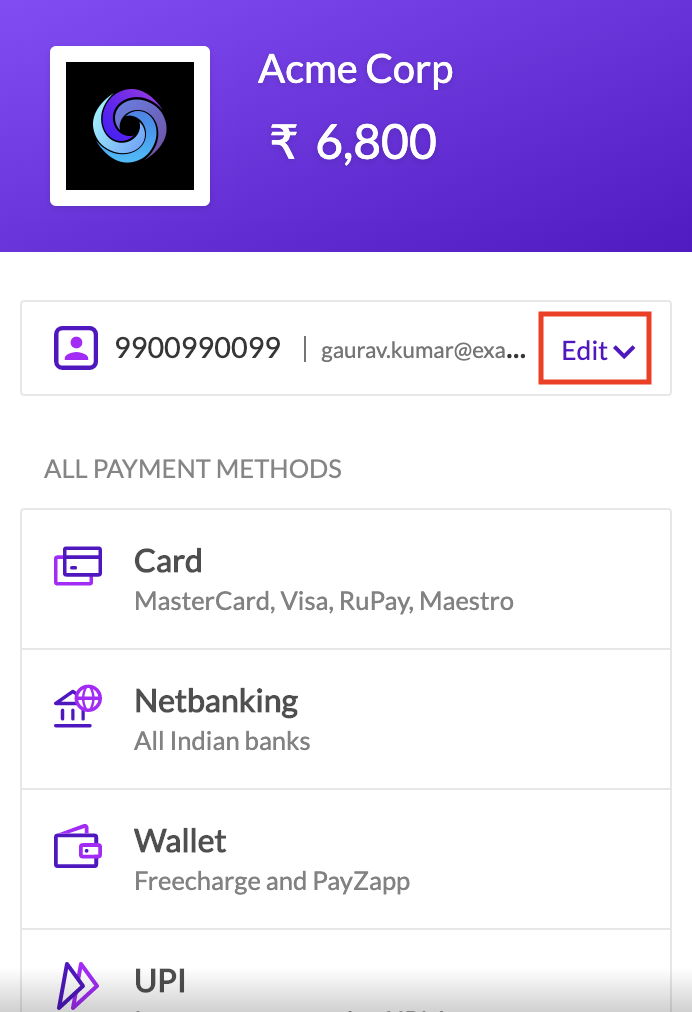 Acme Corp
₹ 6,800
9900990099 | gaurav.kumar@exa... Edit
ALL PAYMENT METHODS
Card
MasterCard, Visa, RuPay, Maestro
Netbanking
All Indian banks
Wallet
Freecharge and PayZapp
UPI